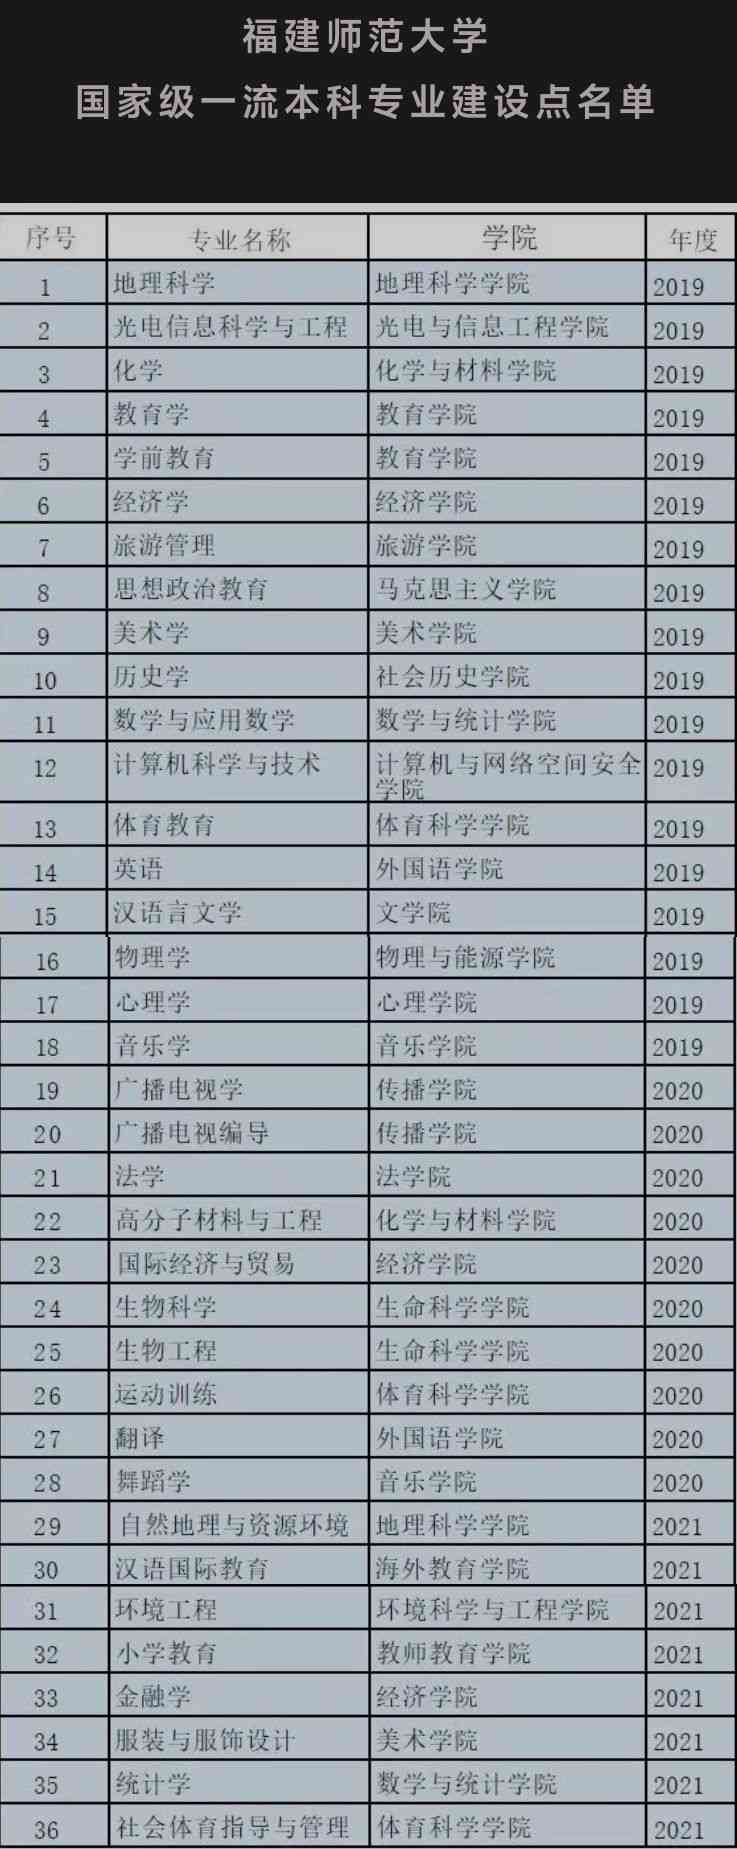 福建师范大学
国家级一流本科专业建设点名单
序号 专业名称 学院 年度
1 地理科学 地理科学学院 2019
2 光电信息科学与工程 光电与信息工程学院 2019
3 化学 化学与材料学院 2019
4 教育学 教育学院 2019
5 学前教育 教育学院 2019
6 经济学 经济学院 2019
7 旅游管理 旅游学院 2019
8 思想政治教育 马克思主义学院 2019
9 美术学 美术学院 2019
10 历史学 社会历史学院 2019
11 数学与应用数学 数学与统计学院 2019
12 计算机科学与技术 计算机与网络空间安全 2019
学院
13 体育教育 体育科学学院 2019
14 英语 外国语学院 2019
15 汉语言文学 文学院 2019
16 物理学 物理与能源学院 2019
17 心理学 心理学院 2019
18 音乐学 音乐学院 2019
19 广播电视学 传播学院 2020
20 广播电视编导 传播学院 2020
21 法学 法学院 2020
22 高分子材料与工程 化学与材料学院 2020
23 国际经济与贸易 经济学院 2020
24 生物科学 生命科学学院 2020
25 生物工程 生命科学学院 2020
26 运动训练 体育科学学院 2020
27 翻译 外国语学院 2020
28 舞蹈学 音乐学院 2020
29 自然地理与资源环境 地理科学学院 2021
30 汉语国际教育 海外教育学院 2021
31 环境工程 环境科学与工程学院 2021
32 小学教育 教师教育学院 2021
33 金融学 经济学院 2021
34 服装与服饰设计 美术学院 2021
35 统计学 数学与统计学院 2021
36 社会体育指导与管理 体育科学学院 2021